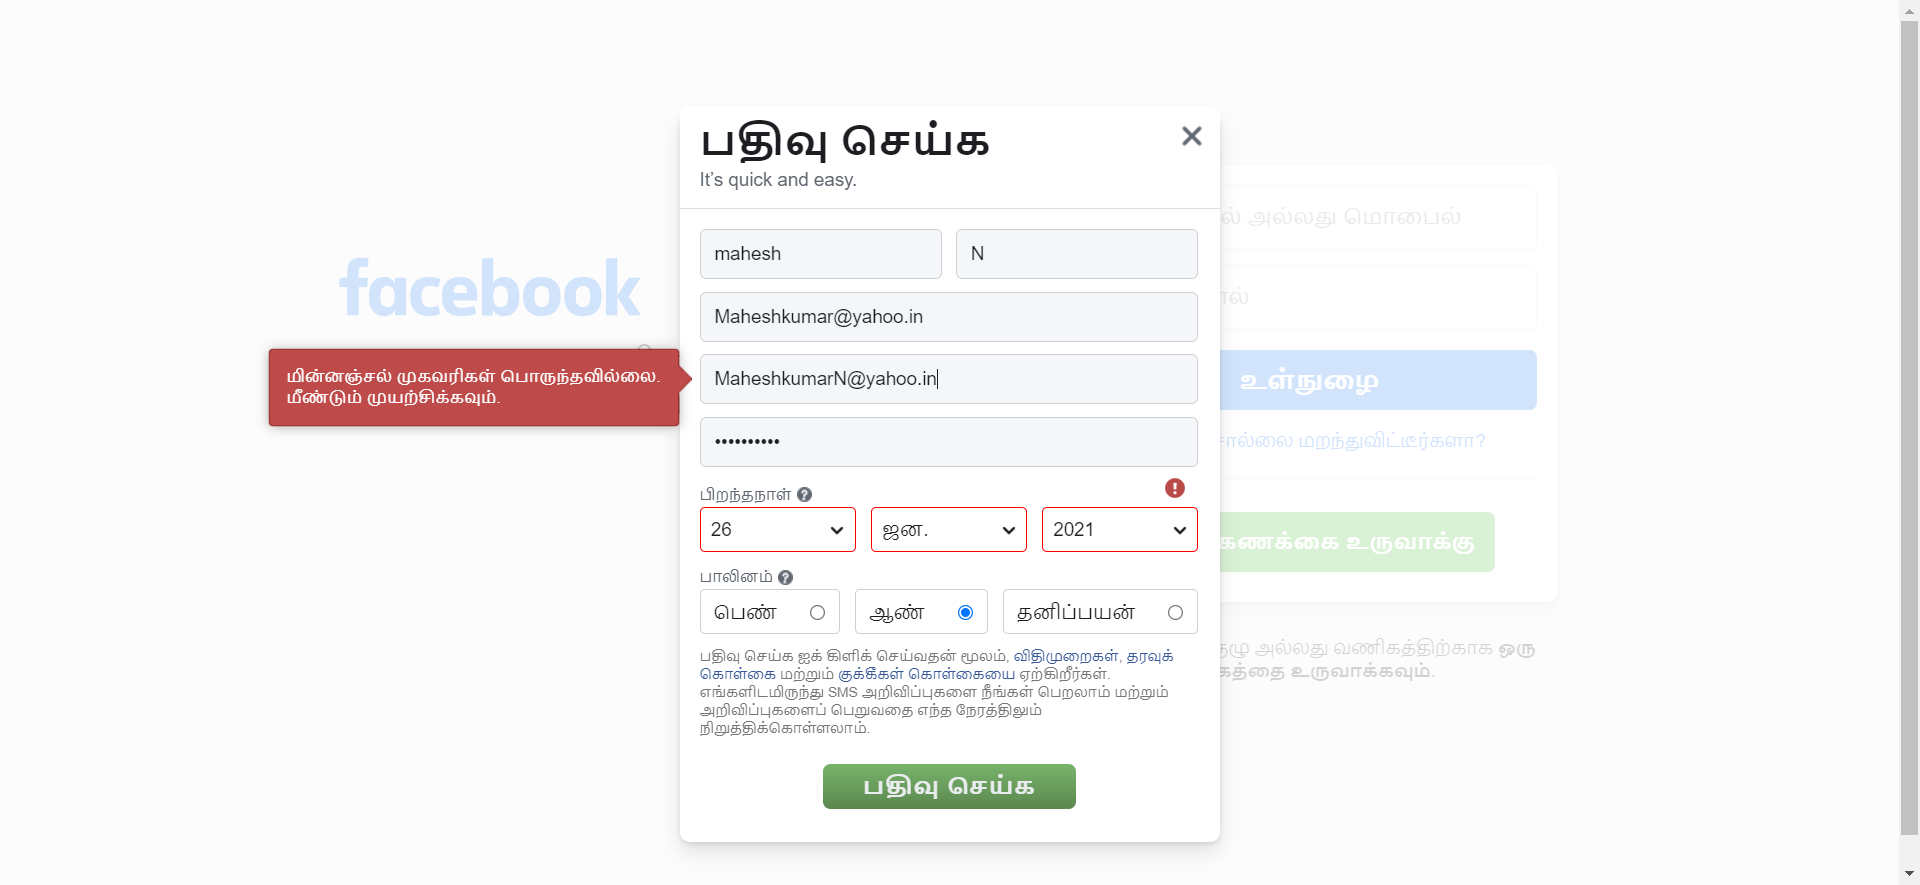 facebook
பதிவு செய்க
It's quick and easy.
mahesh
N
Maheshkumar@yahoo.in
மின்னஞ்சல் முகவரிகள் பொருந்தவில்லை.
மீண்டும் முயற்சிக்கவும்.
MaheshkumarN@yahoo.in
••••••••••
பிறந்தநாள்
26
ஜன.
2021
பாலினம்
பெண்
ஆண்
தனிப்பயன்
பதிவு செய்க ஐக் கிளிக் செய்வதன் மூலம், விதிமுறைகள், தரவுக்
கொள்கை மற்றும் குக்கீகள் கொள்கையை ஏற்கிறீர்கள்.
எங்களிடமிருந்து SMS அறிவிப்புகளை நீங்கள் பெறலாம் மற்றும்
அறிவிப்புகளைப் பெறுவதை எந்த நேரத்திலும்
நிறுத்திக்கொள்ளலாம்.
பதிவு செய்க
அல்லது மொபைல்
உள்நுழை
மறந்துவிட்டீர்களா?
கணக்கை உருவாக்கு
அல்லது வணிகத்திற்காக ஒரு
உருவாக்கவும்.